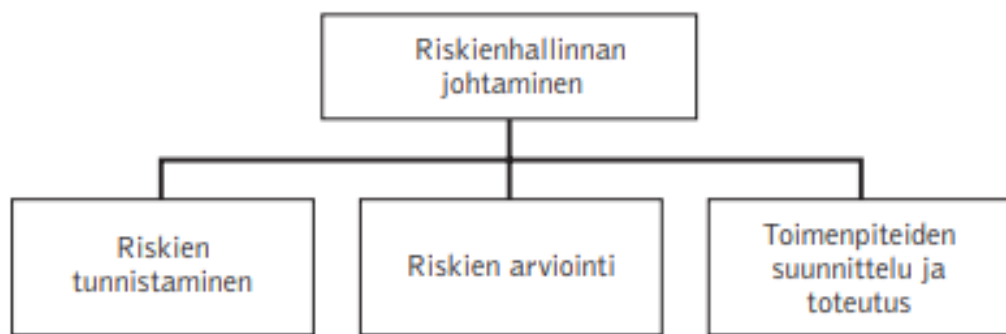 Riskienhallinnan
johtaminen
Riskien
tunnistaminen
Riskien arviointi
Toimenpiteiden
suunnittelu ja
toteutus